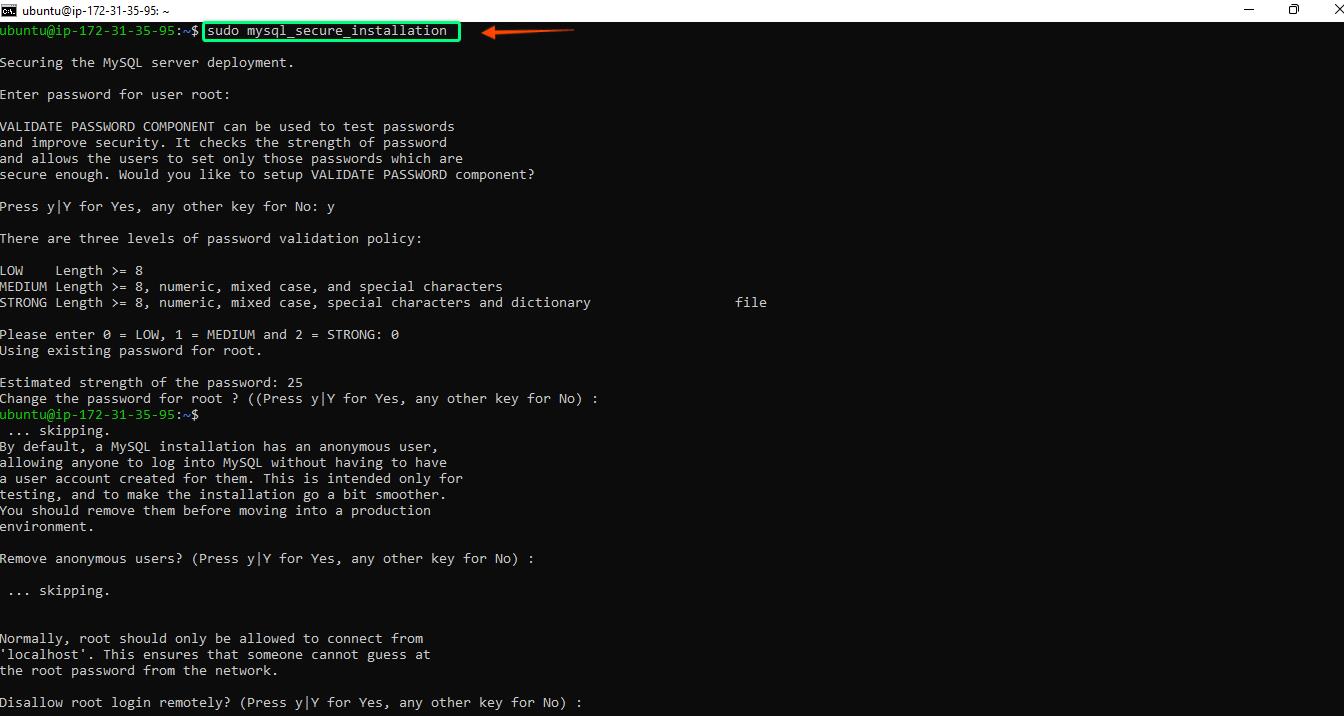 ubuntu@ip-172-31-35-95: ~
ubuntu@ip-172-31-35-95:~$ sudo mysql_secure_installation
Securing the MySQL server deployment.
Enter password for user root:
VALIDATE PASSWORD COMPONENT can be used to test passwords
and improve security. It checks the strength of password
and allows the users to set only those passwords which are
secure enough. Would you like to setup VALIDATE PASSWORD component?
Press y|Y for Yes, any other key for No: y
There are three levels of password validation policy:
LOW    Length >= 8
MEDIUM Length >= 8, numeric, mixed case, and special characters
STRONG Length >= 8, numeric, mixed case, special characters and dictionary                  file
Please enter 0 = LOW, 1 = MEDIUM and 2 = STRONG: 0
Using existing password for root.
Estimated strength of the password: 25
Change the password for root ? ((Press y|Y for Yes, any other key for No) :
ubuntu@ip-172-31-35-95:~$
... skipping.
By default, a MySQL installation has an anonymous user,
allowing anyone to log into MySQL without having to have
a user account created for them. This is intended only for
testing, and to make the installation go a bit smoother.
You should remove them before moving into a production
environment.
Remove anonymous users? (Press y|Y for Yes, any other key for No) :
... skipping.
Normally, root should only be allowed to connect from
'localhost'. This ensures that someone cannot guess at
the root password from the network.
Disallow root login remotely? (Press y|Y for Yes, any other key for No) :